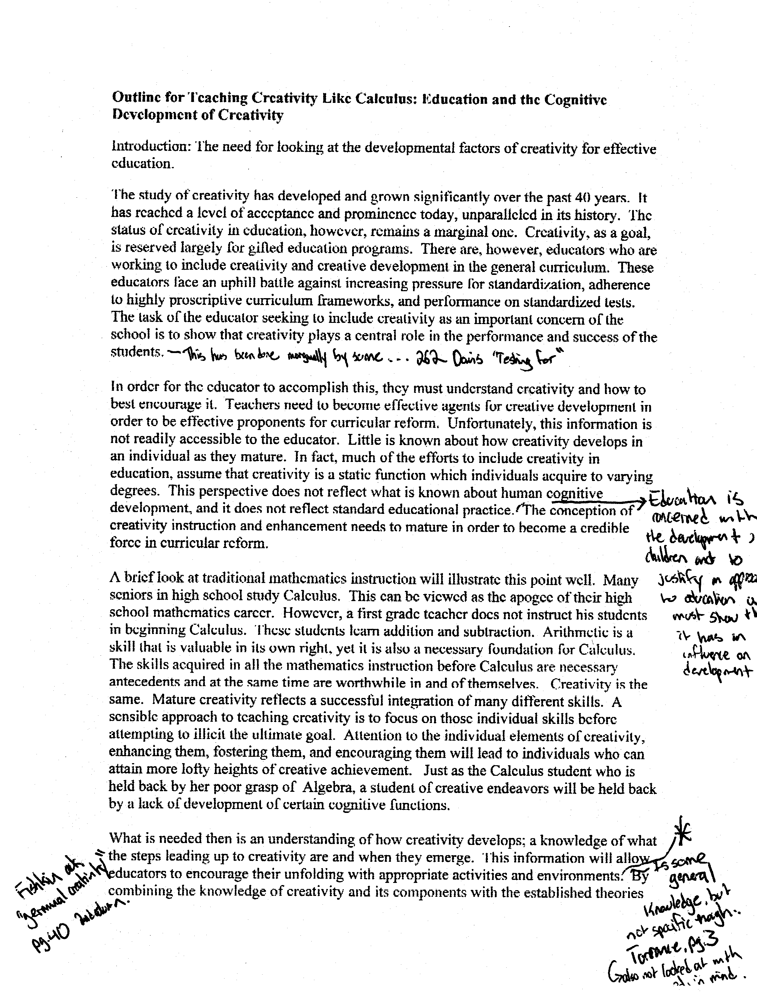 Outline for Teaching Creativity Like Calculus: Education and the Cognitive
Development of Creativity
Introduction: The need for looking at the developmental factors of creativity for effective
education.
The study of creativity has developed and grown significantly over the past 40 years. It
has reached a level of acceptance and prominence today, unparalleled in its history. The
status of creativity in education, however, remains a marginal one. Creativity, as a goal,
is reserved largely for gifted education programs. There are, however, educators who are
working to include creativity and creative development in the general curriculum. These
educators face an uphill battle against increasing pressure for standardization, adherence
to highly proscriptive curriculum frameworks, and performance on standardized tests.
The task of the educator seeking to include creativity as an important concern of the
school is to show that creativity plays a central role in the performance and success of the
students. — This has been done marginally by some ... 262 Davis "Testing for"
In order for the educator to accomplish this, they must understand creativity and how to
best encourage it. Teachers need to become effective agents for creative development in
order to be effective proponents for curricular reform. Unfortunately, this information is
not readily accessible to the educator. Little is known about how creativity develops in
an individual as they mature. In fact, much of the efforts to include creativity in
education, assume that creativity is a static function which individuals acquire to varying
degrees. This perspective does not reflect what is known about human cognitive
development, and it does not reflect standard educational practice. The conception of
creativity instruction and enhancement needs to mature in order to become a credible
force in curricular reform.
Education is
concerned with
the development
children and to
justify an
to education
must show
it has an
influence on
development
A brief look at traditional mathematics instruction will illustrate this point well. Many
seniors in high school study Calculus. This can be viewed as the apogee of their high
school mathematics career. However, a first grade teacher does not instruct his students
in beginning Calculus. These students learn addition and subtraction. Arithmetic is a
skill that is valuable in its own right, yet it is also a necessary foundation for Calculus.
The skills acquired in all the mathematics instruction before Calculus are necessary
antecedents and at the same time are worthwhile in and of themselves. Creativity is the
same. Mature creativity reflects a successful integration of many different skills. A
sensible approach to teaching creativity is to focus on those individual skills before
attempting to illicit the ultimate goal. Attention to the individual elements of creativity,
enhancing them, fostering them, and encouraging them will lead to individuals who can
attain more lofty heights of creative achievement. Just as the Calculus student who is
held back by her poor grasp of Algebra, a student of creative endeavors will be held back
by a lack of development of certain cognitive functions.
What is needed then is an understanding of how creativity develops; a knowledge of what
the steps leading up to creativity are and when they emerge. This information will allow
educators to encourage their unfolding with appropriate activities and environments. By
combining the knowledge of creativity and its components with the established theories
Fishkin
"germinal creativity"
pg.40
Is some
general
Knowledge, but
not specific
Torrance, pg.3
also not looked at with
in mind.